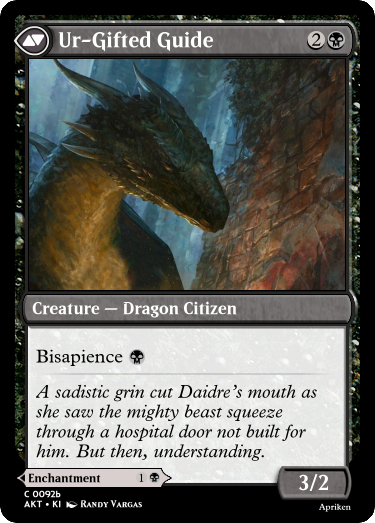 Ur-Gifted Guide 2
Creature — Dragon Citizen
Bisapience
A sadistic grin cut Daidre's mouth as
she saw the mighty beast squeeze
through a hospital door not built for
him. But then, understanding.
Enchantment 1
3/2
C 0092b
AKT • KI Randy Vargas
Apriken